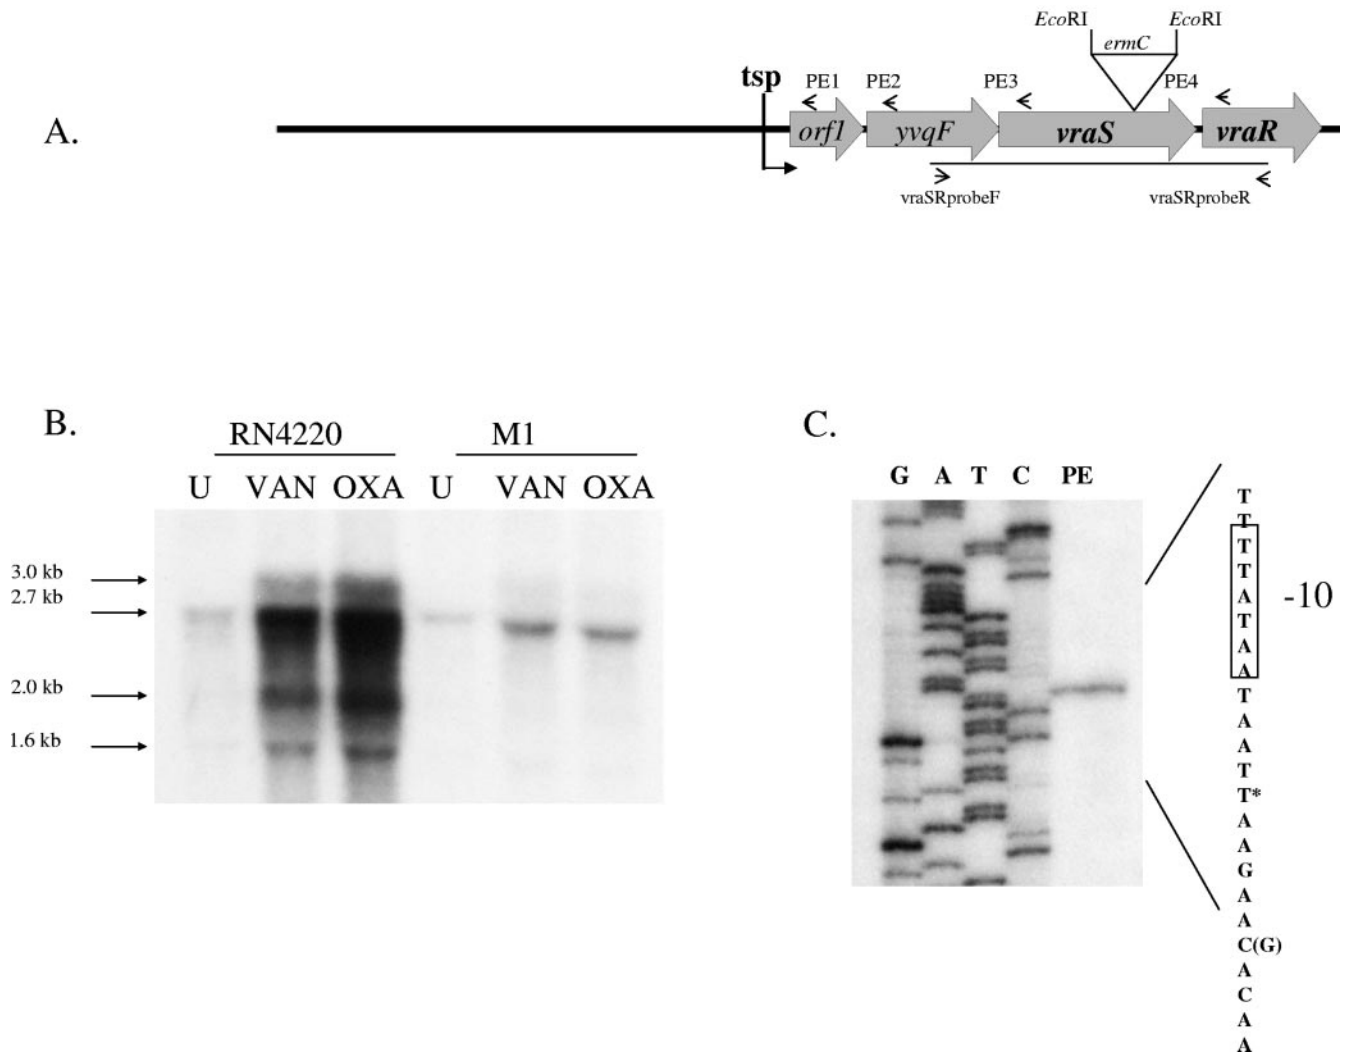 A.
EcoRI EcoRI
ermC
tsp PE1 PE2 PE3 PE4
orf1 yvqF vraS vraR
vraSRprobeF vraSRprobeR
B.
RN4220 M1
U VAN OXA U VAN OXA
3.0 kb
2.7 kb
2.0 kb
1.6 kb
C.
G A T C PE
T
T
T
T
A
T
A
A
T
A
A
T
T*
A
A
G
A
A
C(G)
A
C
A
A
-10